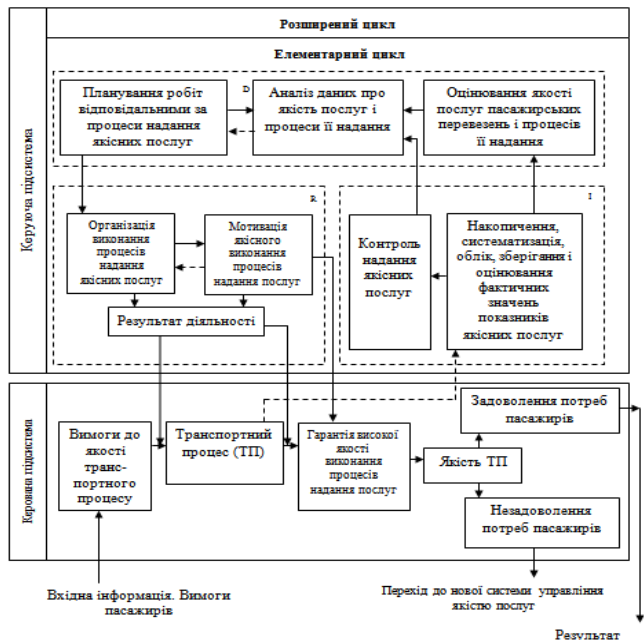 Розширений цикл
Елементарний цикл
Керуюча підсистема
D
Планування робіт
відповідальними за
процеси надання
якісних послуг
Аналіз даних про
якість послуг і
процеси її надання
Оцінювання якості
послуг пасажирських
перевезень і процесів
її надання
R
Організація
виконання
процесів
надання
якісних послуг
Мотивація
якісного
виконання
процесів
надання послуг
Результат діяльності
I
Контроль
надання
якісних
послуг
Накопичення,
систематизація,
облік, зберігання і
оцінювання
фактичних
значень
показників
якісних послуг
Керована підсистема
Вимоги до
якості
транс-
портного
процесу
Транспортний
процес (ТП)
Гарантія високої
якості
виконання
процесів
надання послуг
Якість ТП
Задоволення потреб
пасажирів
Незадоволення
потреб пасажирів
Вхідна інформація. Вимоги
пасажирів
Перехід до нової системи управління
якістю послуг
Результат